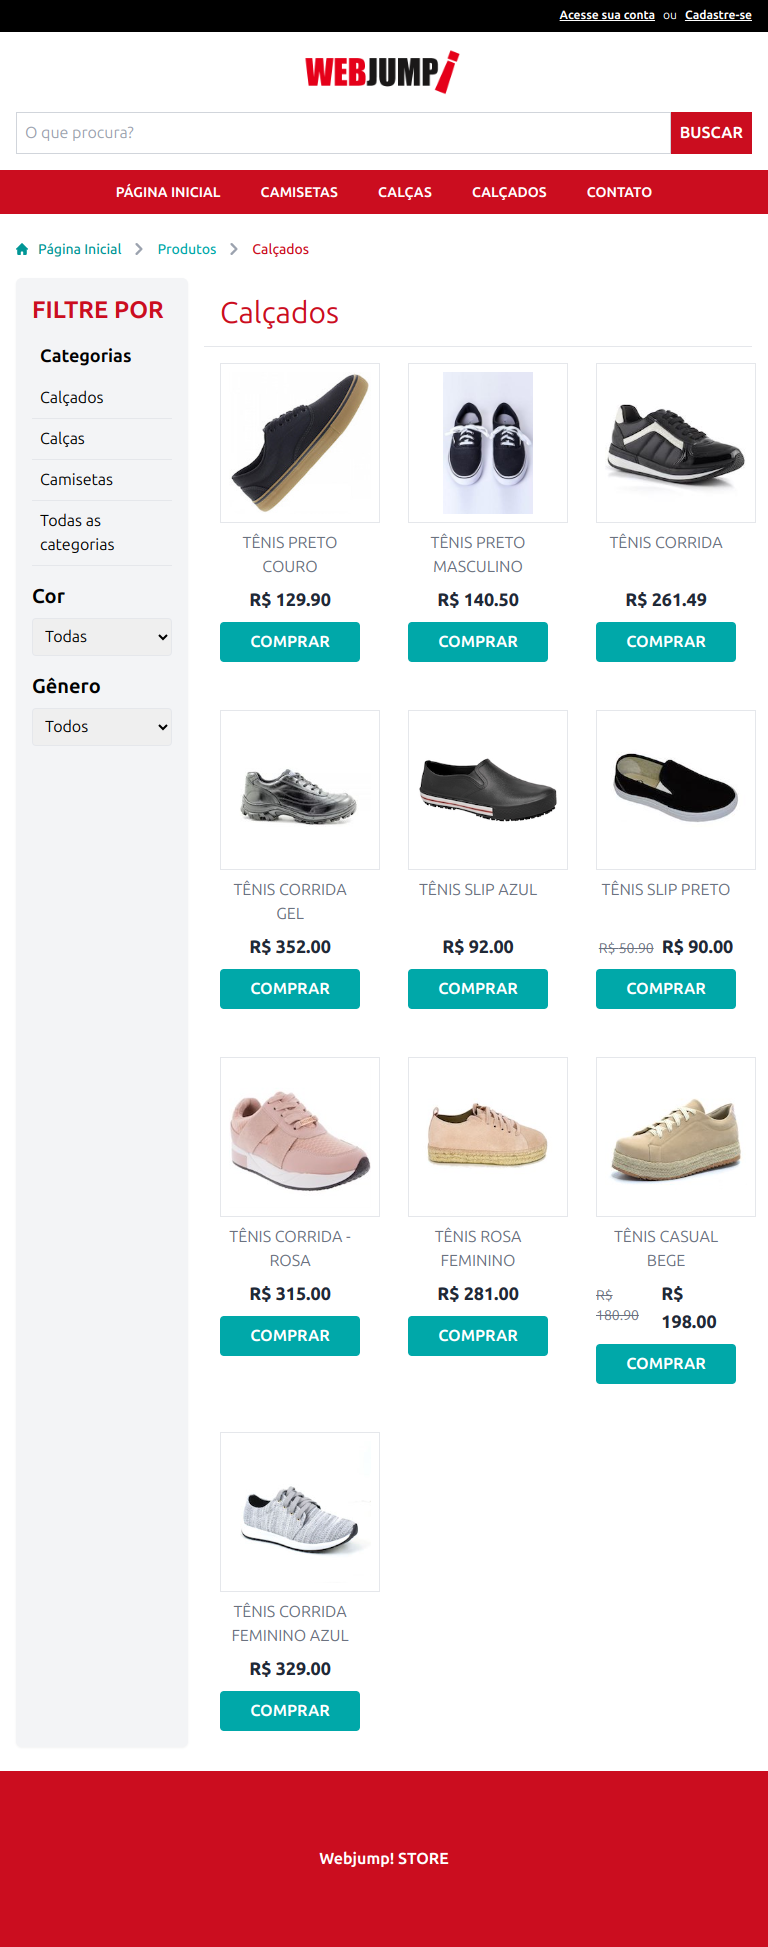 Acesse sua conta ou Cadastre-se
WEBJUMP!
O que procura? BUSCAR
PÁGINA INICIAL CAMISETAS CALÇAS CALÇADOS CONTATO
Página Inicial Produtos Calçados
FILTRE POR
Categorias
Calçados
Calças
Camisetas
Todas as
categorias
Cor
Todas
Gênero
Todos
Calçados
TÊNIS PRETO
COURO
R$ 129.90
COMPRAR
TÊNIS PRETO
MASCULINO
R$ 140.50
COMPRAR
TÊNIS CORRIDA
R$ 261.49
COMPRAR
TÊNIS CORRIDA
GEL
R$ 352.00
COMPRAR
TÊNIS SLIP AZUL
R$ 92.00
COMPRAR
TÊNIS SLIP PRETO
R$ 50.90 R$ 90.00
COMPRAR
TÊNIS CORRIDA -
ROSA
R$ 315.00
COMPRAR
TÊNIS ROSA
FEMININO
R$ 281.00
COMPRAR
TÊNIS CASUAL
BEGE
R$
180.90
R$
198.00
COMPRAR
TÊNIS CORRIDA
FEMININO AZUL
R$ 329.00
COMPRAR
Webjump! STORE